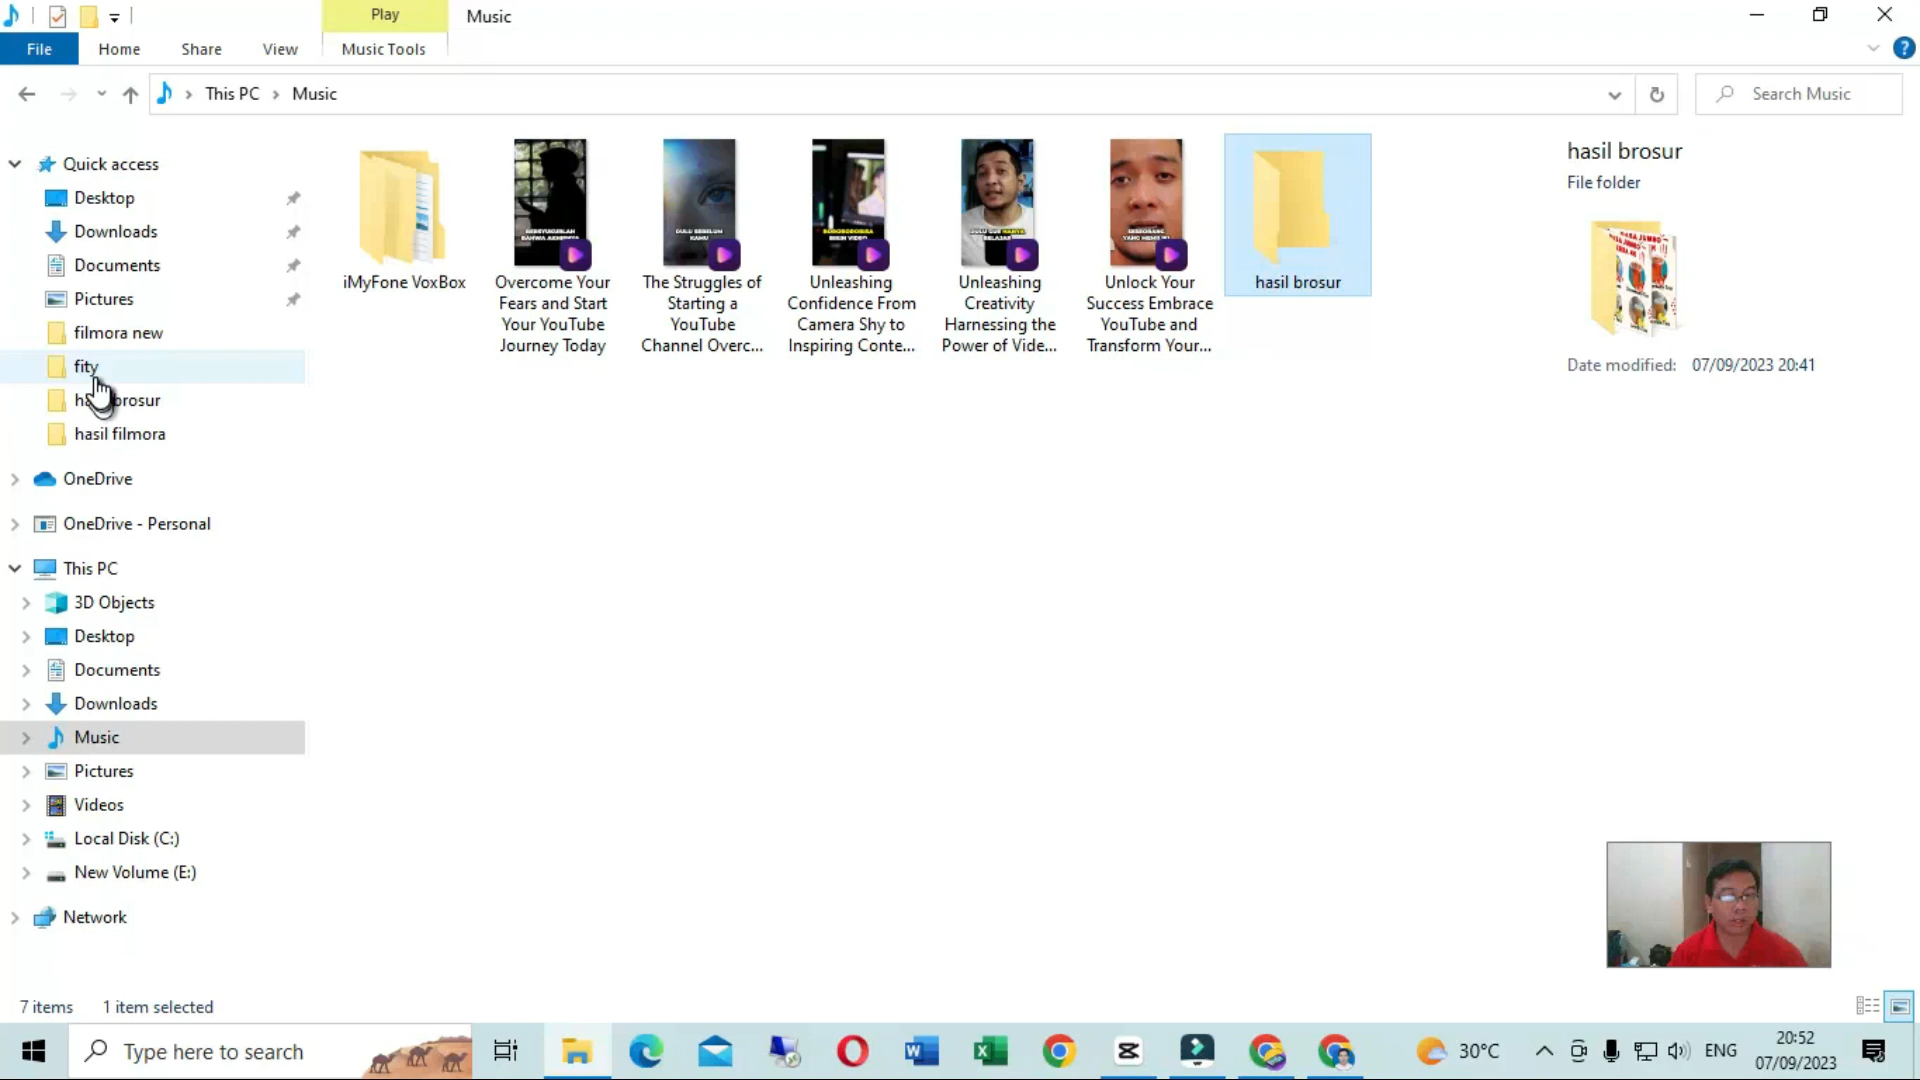 Play
Music
File
Home
Share
View
Music Tools
This PC
Music
Search Music
Quick access
Desktop
Downloads
Documents
Pictures
filmora new
fity
hasil filmora
OneDrive
OneDrive - Personal
This PC
3D Objects
Desktop
Documents
Downloads
Music
Pictures
Videos
Local Disk (C:)
New Volume (E:)
Network
iMyFone VoxBox
Overcome Your
Fears and Start
Your YouTube
Journey Today
The Struggles of
Starting a
YouTube
Channel Overc...
Unleashing
Confidence From
Camera Shy to
Inspiring Conte...
Unleashing
Creativity
Harnessing the
Power of Vide...
Unlock Your
Success Embrace
YouTube and
Transform Your...
hasil brosur
hasil brosur
File folder
Date modified: 07/09/2023 20:41
7 items
1 item selected
Type here to search
30°C
ENG
20:52
07/09/2023